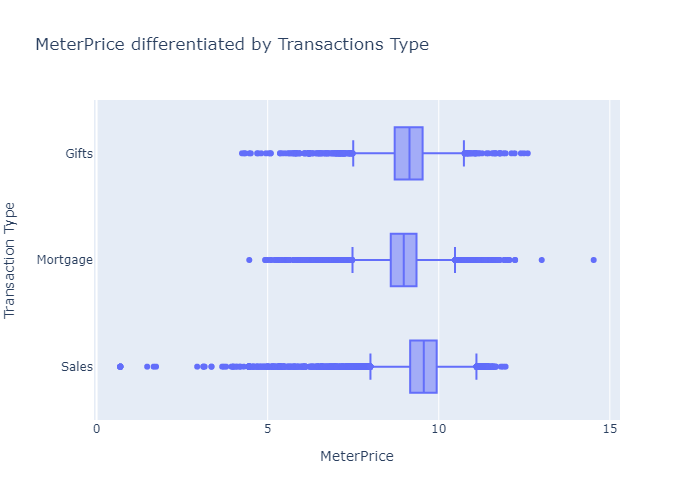 MeterPrice differentiated by Transactions Type
Transaction Type
Gifts
Mortgage
Sales
0
5
10
15
MeterPrice